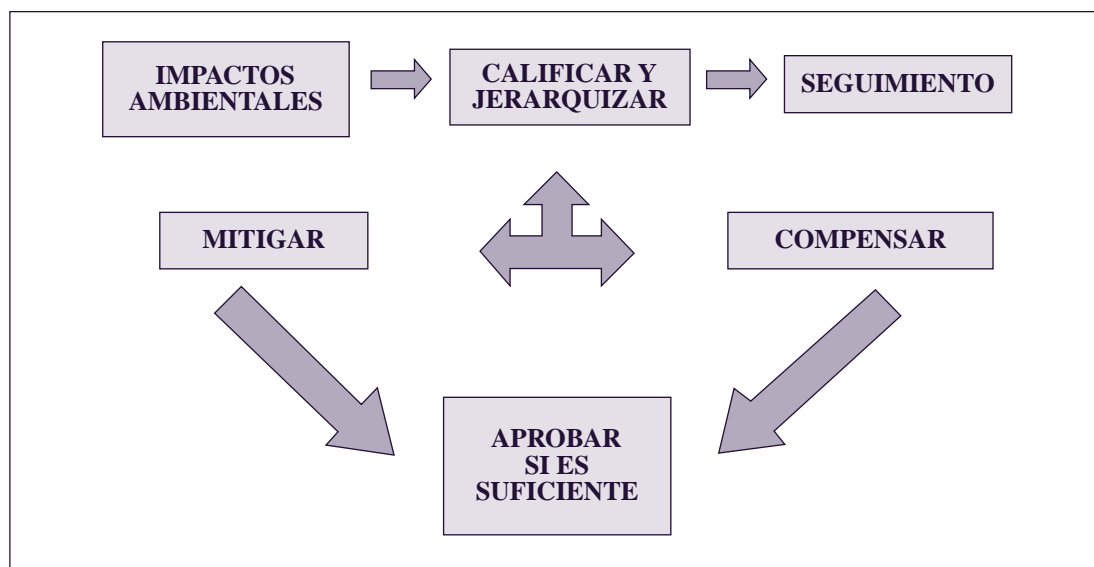 IMPACTOS
AMBIENTALES
CALIFICAR Y
JERARQUIZAR
SEGUIMIENTO
MITIGAR
COMPENSAR
APROBAR
SI ES
SUFICIENTE